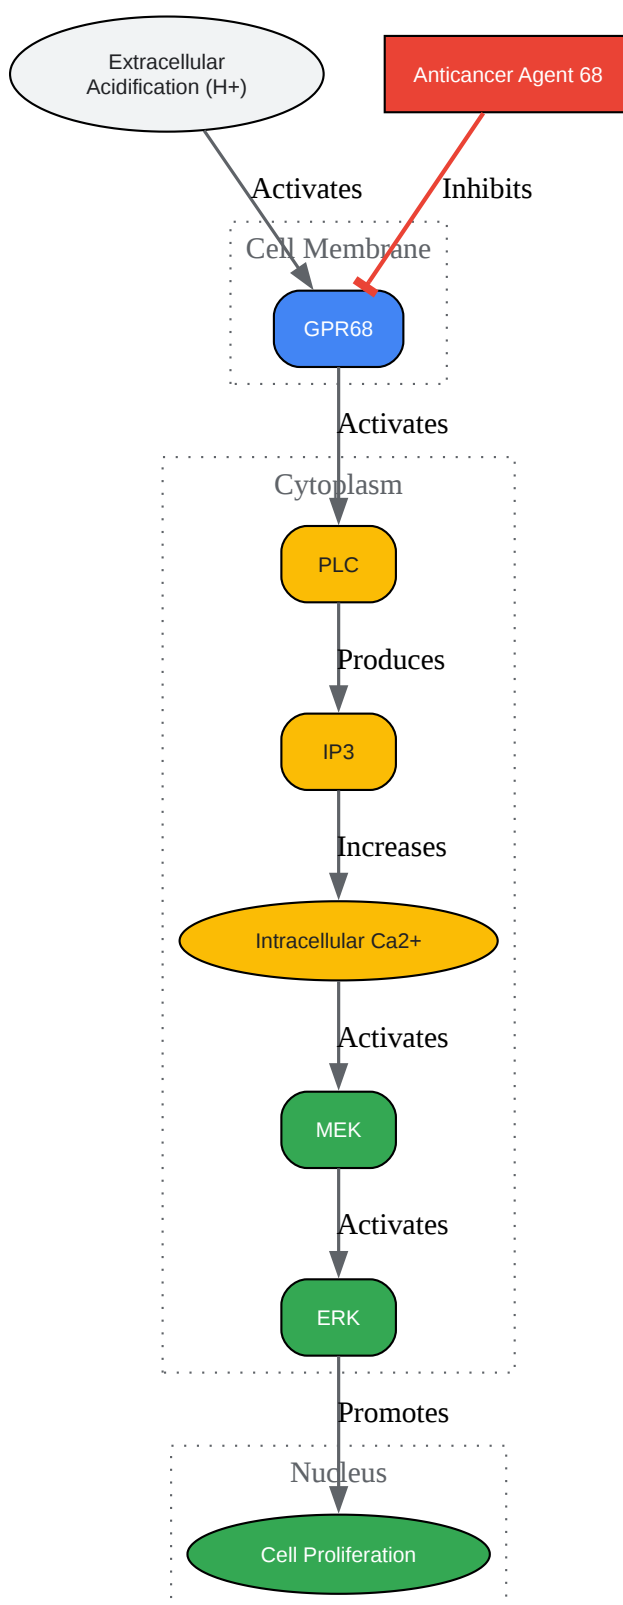 Extracellular
Acidification (H+)
Anticancer Agent 68
Activates
Inhibits
Cell Membrane
GPR68
Activates
Cytoplasm
PLC
Produces
IP3
Increases
Intracellular Ca2+
Activates
MEK
Activates
ERK
Promotes
Nucleus
Cell Proliferation